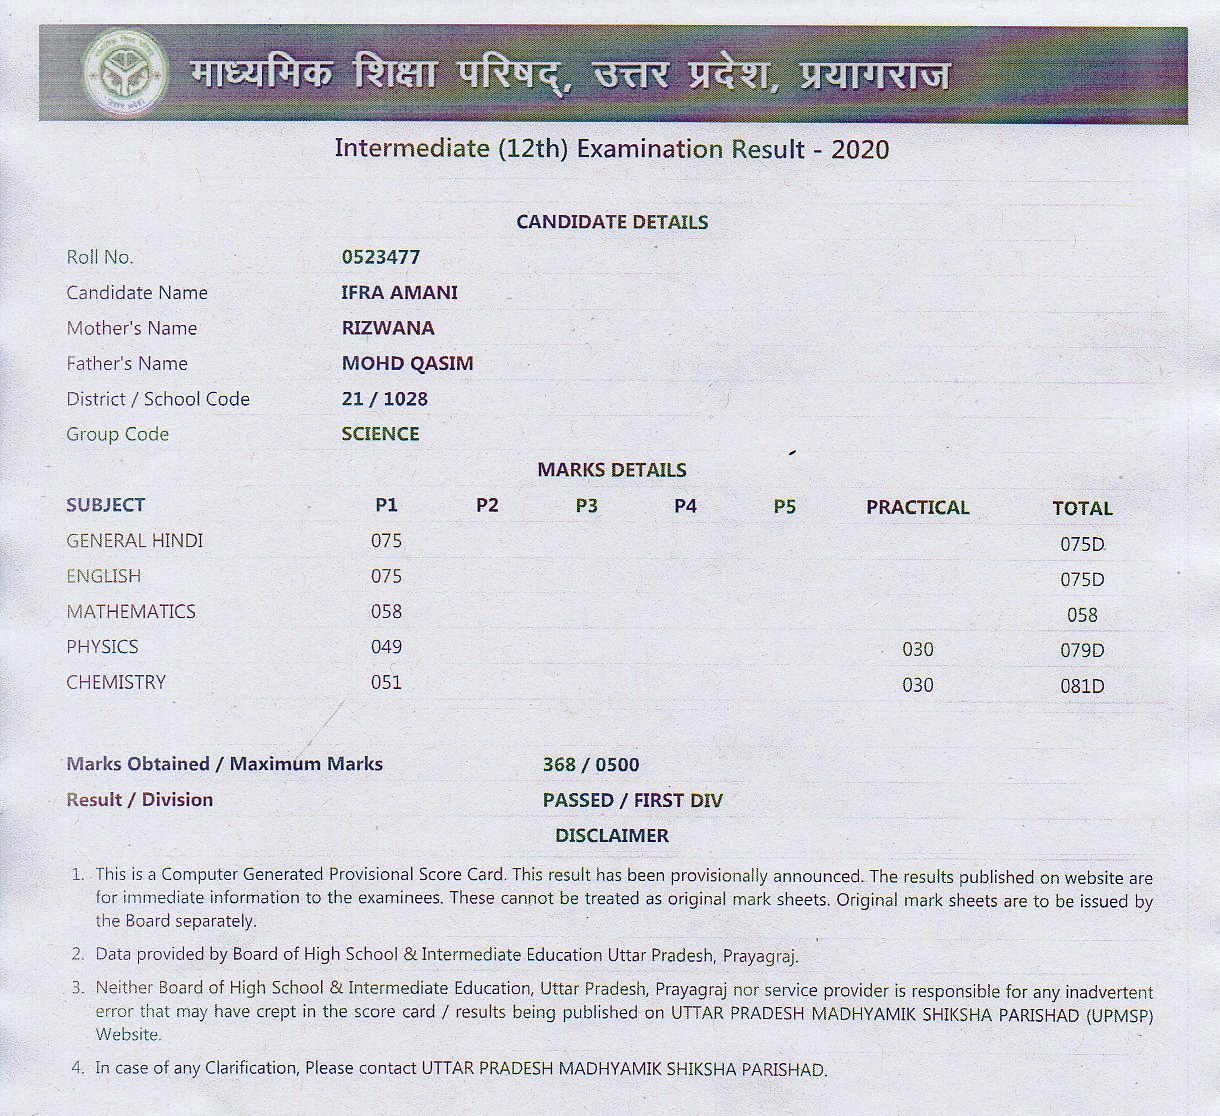 माध्यमिक शिक्षा परिषद्, उत्तर प्रदेश, प्रयागराज
Intermediate (12th) Examination Result - 2020
CANDIDATE DETAILS
Roll No. 0523477
Candidate Name IFRA AMANI
Mother's Name RIZWANA
Father's Name MOHD QASIM
District / School Code 21 / 1028
Group Code SCIENCE
MARKS DETAILS
SUBJECT P1 P2 P3 P4 P5 PRACTICAL TOTAL
GENERAL HINDI 075 075D
ENGLISH 075 075D
MATHEMATICS 058 058
PHYSICS 049 030 079D
CHEMISTRY 051 030 081D
Marks Obtained / Maximum Marks 368 / 0500
Result / Division PASSED / FIRST DIV
DISCLAIMER
1. This is a Computer Generated Provisional Score Card. This result has been provisionally announced. The results published on website are
for immediate information to the examinees. These cannot be treated as original mark sheets. Original mark sheets are to be issued by
the Board separately.
2. Data provided by Board of High School & Intermediate Education Uttar Pradesh, Prayagraj.
3. Neither Board of High School & Intermediate Education, Uttar Pradesh, Prayagraj nor service provider is responsible for any inadvertent
error that may have crept in the score card / results being published on UTTAR PRADESH MADHYAMIK SHIKSHA PARISHAD (UPMSP)
Website.
4. In case of any Clarification, Please contact UTTAR PRADESH MADHYAMIK SHIKSHA PARISHAD.